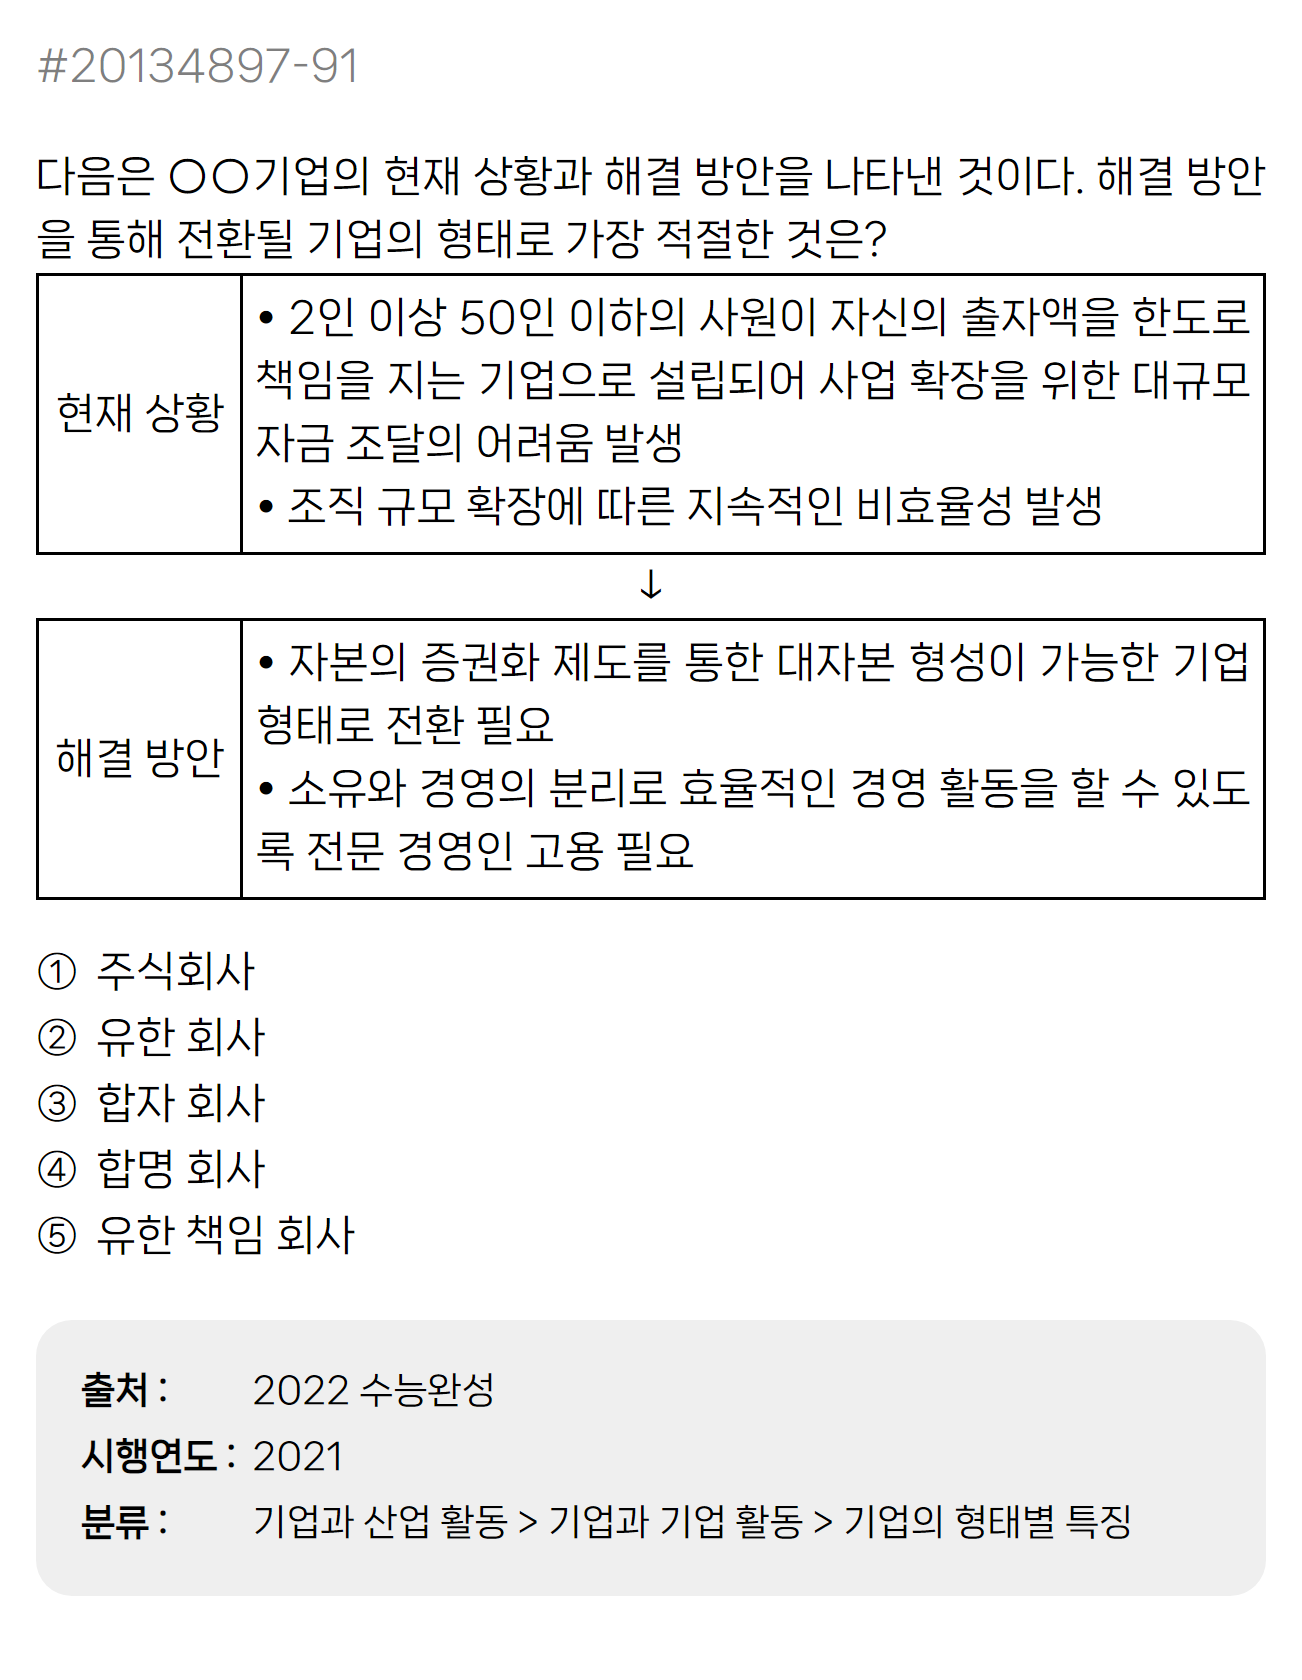 #20134897-91
다음은 ○○기업의 현재 상황과 해결 방안을 나타낸 것이다. 해결 방안
을 통해 전환될 기업의 형태로 가장 적절한 것은?
현재 상황
• 2인 이상 50인 이하의 사원이 자신의 출자액을 한도로
책임을 지는 기업으로 설립되어 사업 확장을 위한 대규모
자금 조달의 어려움 발생
• 조직 규모 확장에 따른 지속적인 비효율성 발생
↓
해결 방안
• 자본의 증권화 제도를 통한 대자본 형성이 가능한 기업
형태로 전환 필요
• 소유와 경영의 분리로 효율적인 경영 활동을 할 수 있도
록 전문 경영인 고용 필요
① 주식회사
② 유한 회사
③ 합자 회사
④ 합명 회사
⑤ 유한 책임 회사
출처 : 2022 수능완성
시행연도 : 2021
분류 : 기업과 산업 활동 > 기업과 기업 활동 > 기업의 형태별 특징